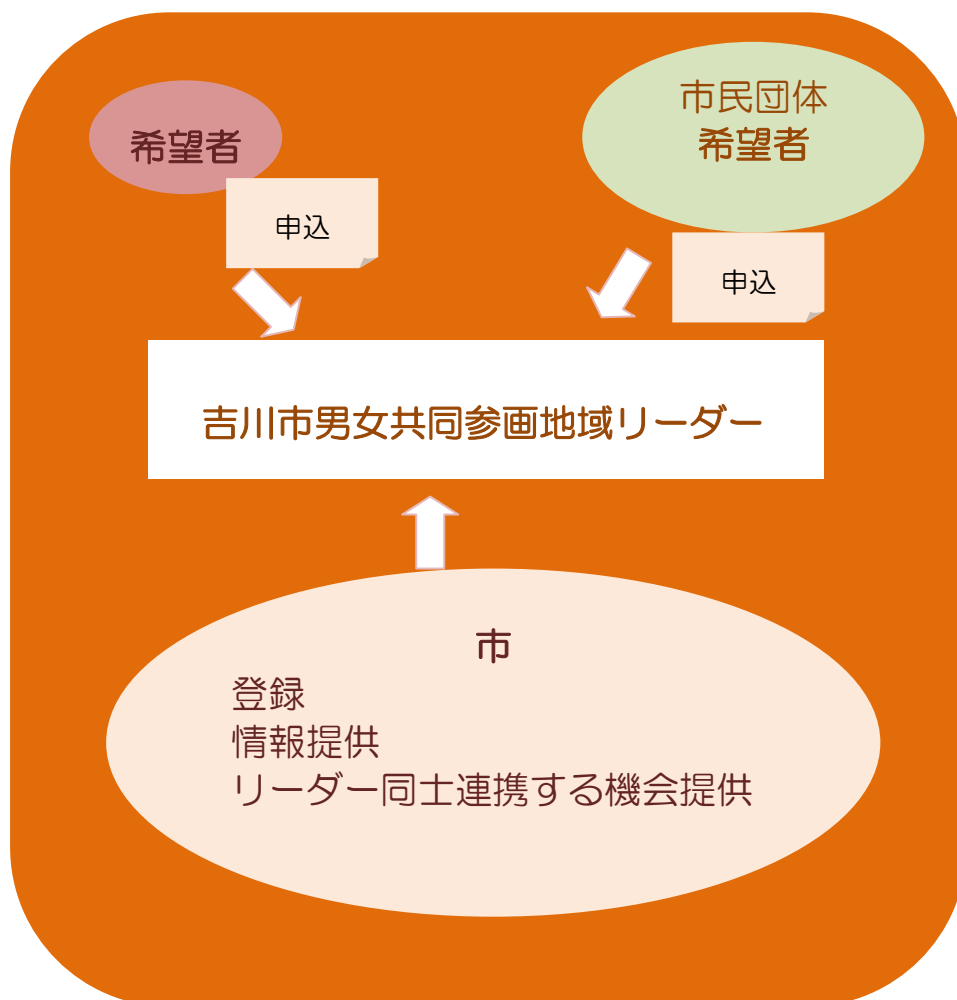 希望者
申込
市民団体
希望者
申込
吉川市男女共同参画地域リーダー
市
登録
情報提供
リーダー同士連携する機会提供